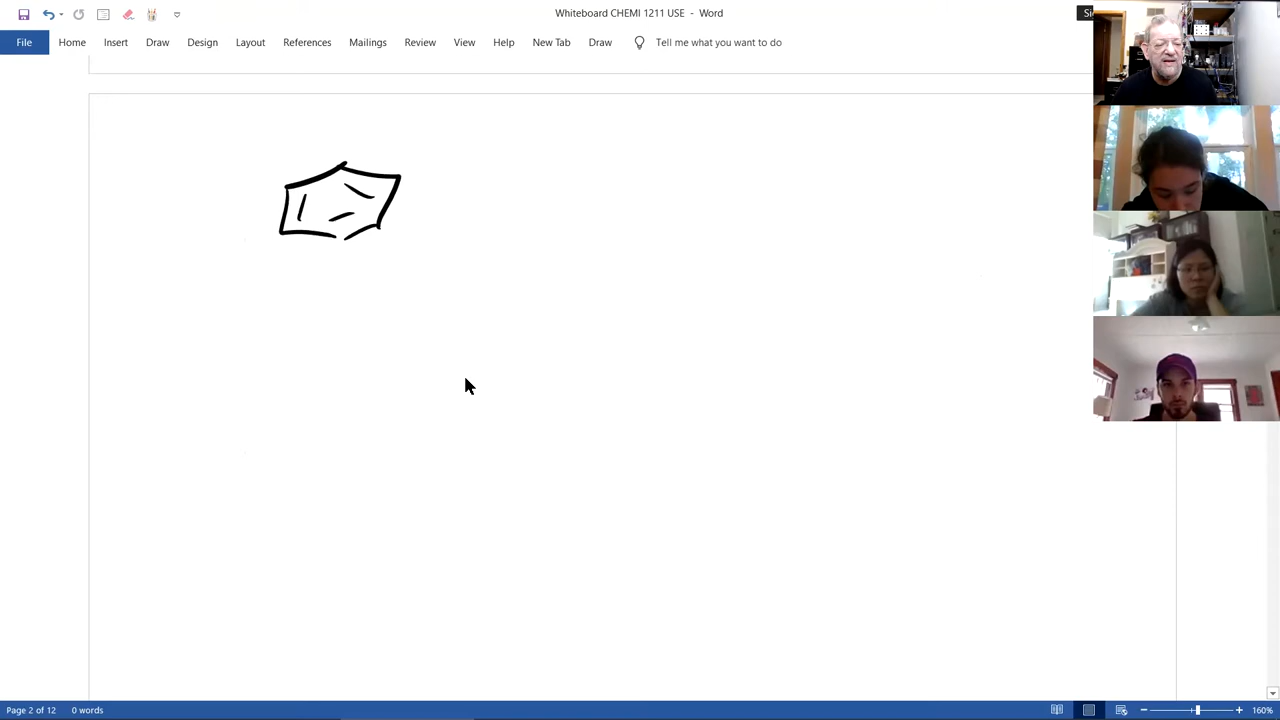 Whiteboard CHEMI 1211 USE - Word
File Home Insert Draw Design Layout References Mailings Review View Help New Tab Draw Tell me what you want to do
Page 2 of 12 0 words 160%